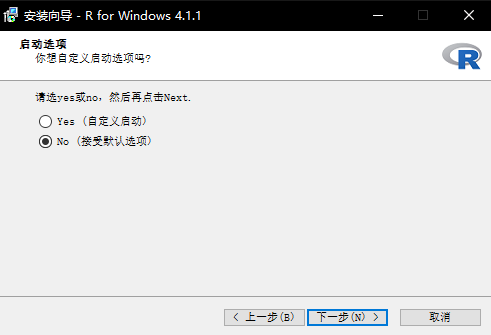 安装向导 - R for Windows 4.1.1
启动选项
你想自定义启动选项吗?
R
请选yes或no，然后再点击Next.
Yes (自定义启动)
No (接受默认选项)
< 上一步(B)
下一步(N) >
取消